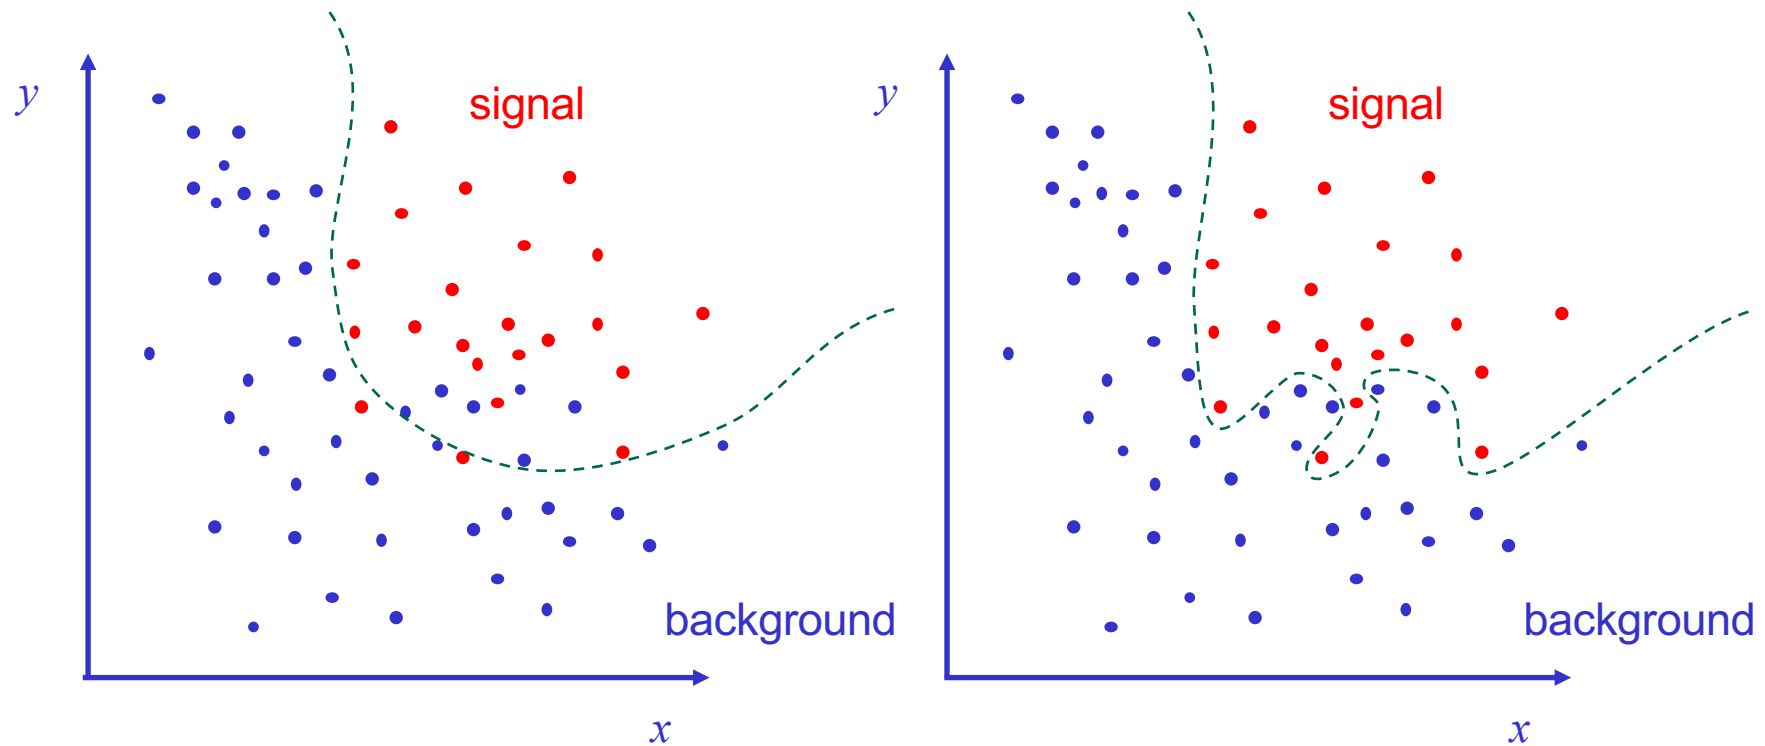 y
signal
background
x
y
signal
background
x